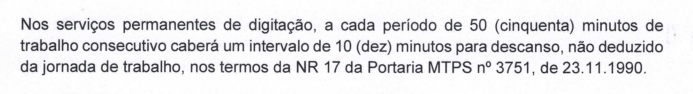 Nos serviços permanentes de digitação, a cada período de 50 (cinquenta) minutos de
trabalho consecutivo caberá um intervalo de 10 (dez) minutos para descanso, não deduzido
da jornada de trabalho, nos termos da NR 17 da Portaria MTPS nº 3751, de 23.11.1990.